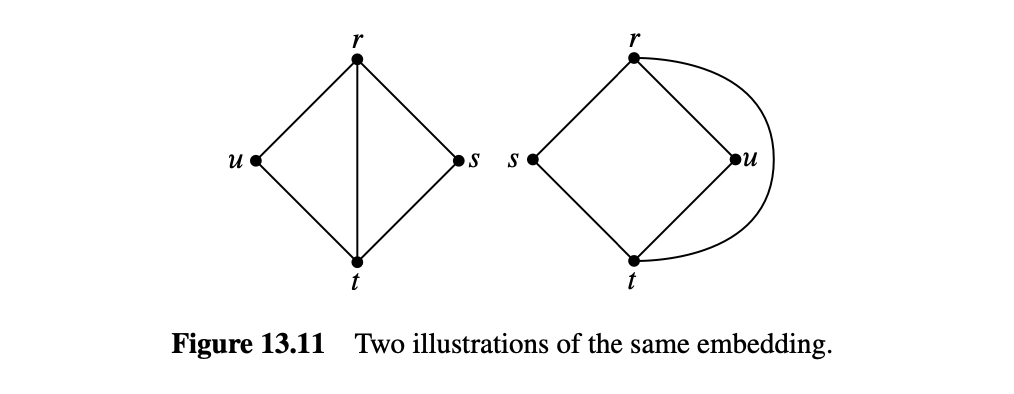 r r
u s s u
t t
Figure 13.11 Two illustrations of the same embedding.